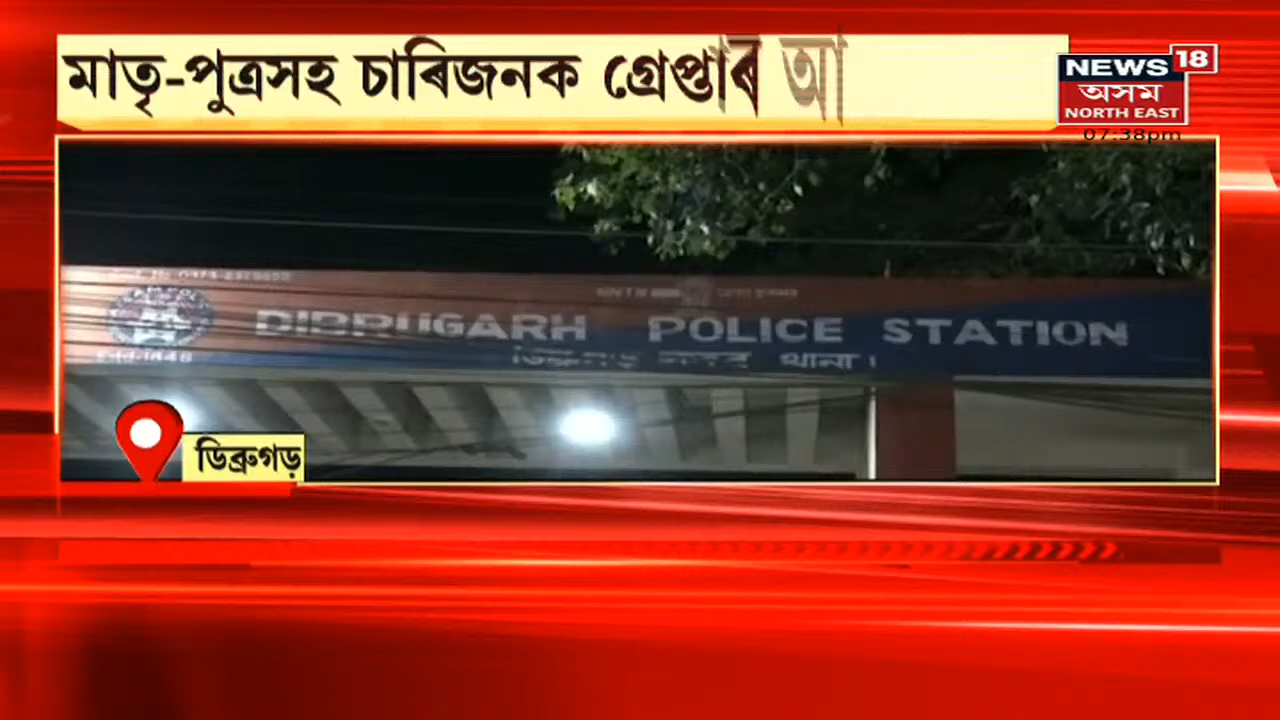 মাতৃ-পুত্ৰসহ চাৰিজনক গ্ৰেপ্তাৰ আ
NEWS 18
অসম
NORTH EAST
07:38pm
DIBRUGARH POLICE STATION
থানা।
ডিব্ৰুগড়